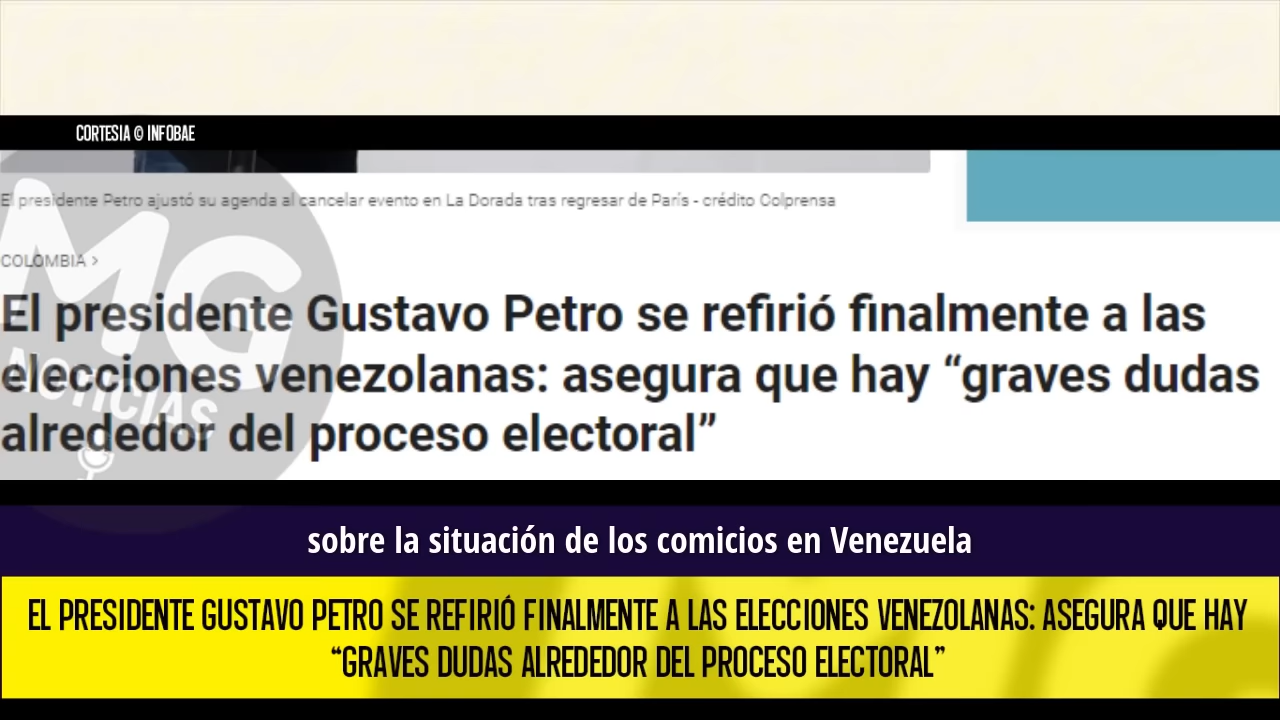 CORTESIA © INFOBAE
El presidente Petro ajustó su agenda al cancelar evento en La Dorada tras regresar de París - crédito Colprensa
COLOMBIA >
El presidente Gustavo Petro se refirió finalmente a las
elecciones venezolanas: asegura que hay “graves dudas
alrededor del proceso electoral”
MG
NOTICIAS
sobre la situación de los comicios en Venezuela
EL PRESIDENTE GUSTAVO PETRO SE REFIRIÓ FINALMENTE A LAS ELECCIONES VENEZOLANAS: ASEGURA QUE HAY
“GRAVES DUDAS ALREDEDOR DEL PROCESO ELECTORAL”